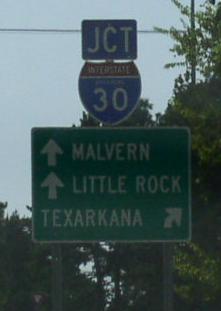 JCT
INTERSTATE
30
MALVERN
LITTLE ROCK
TEXARKANA